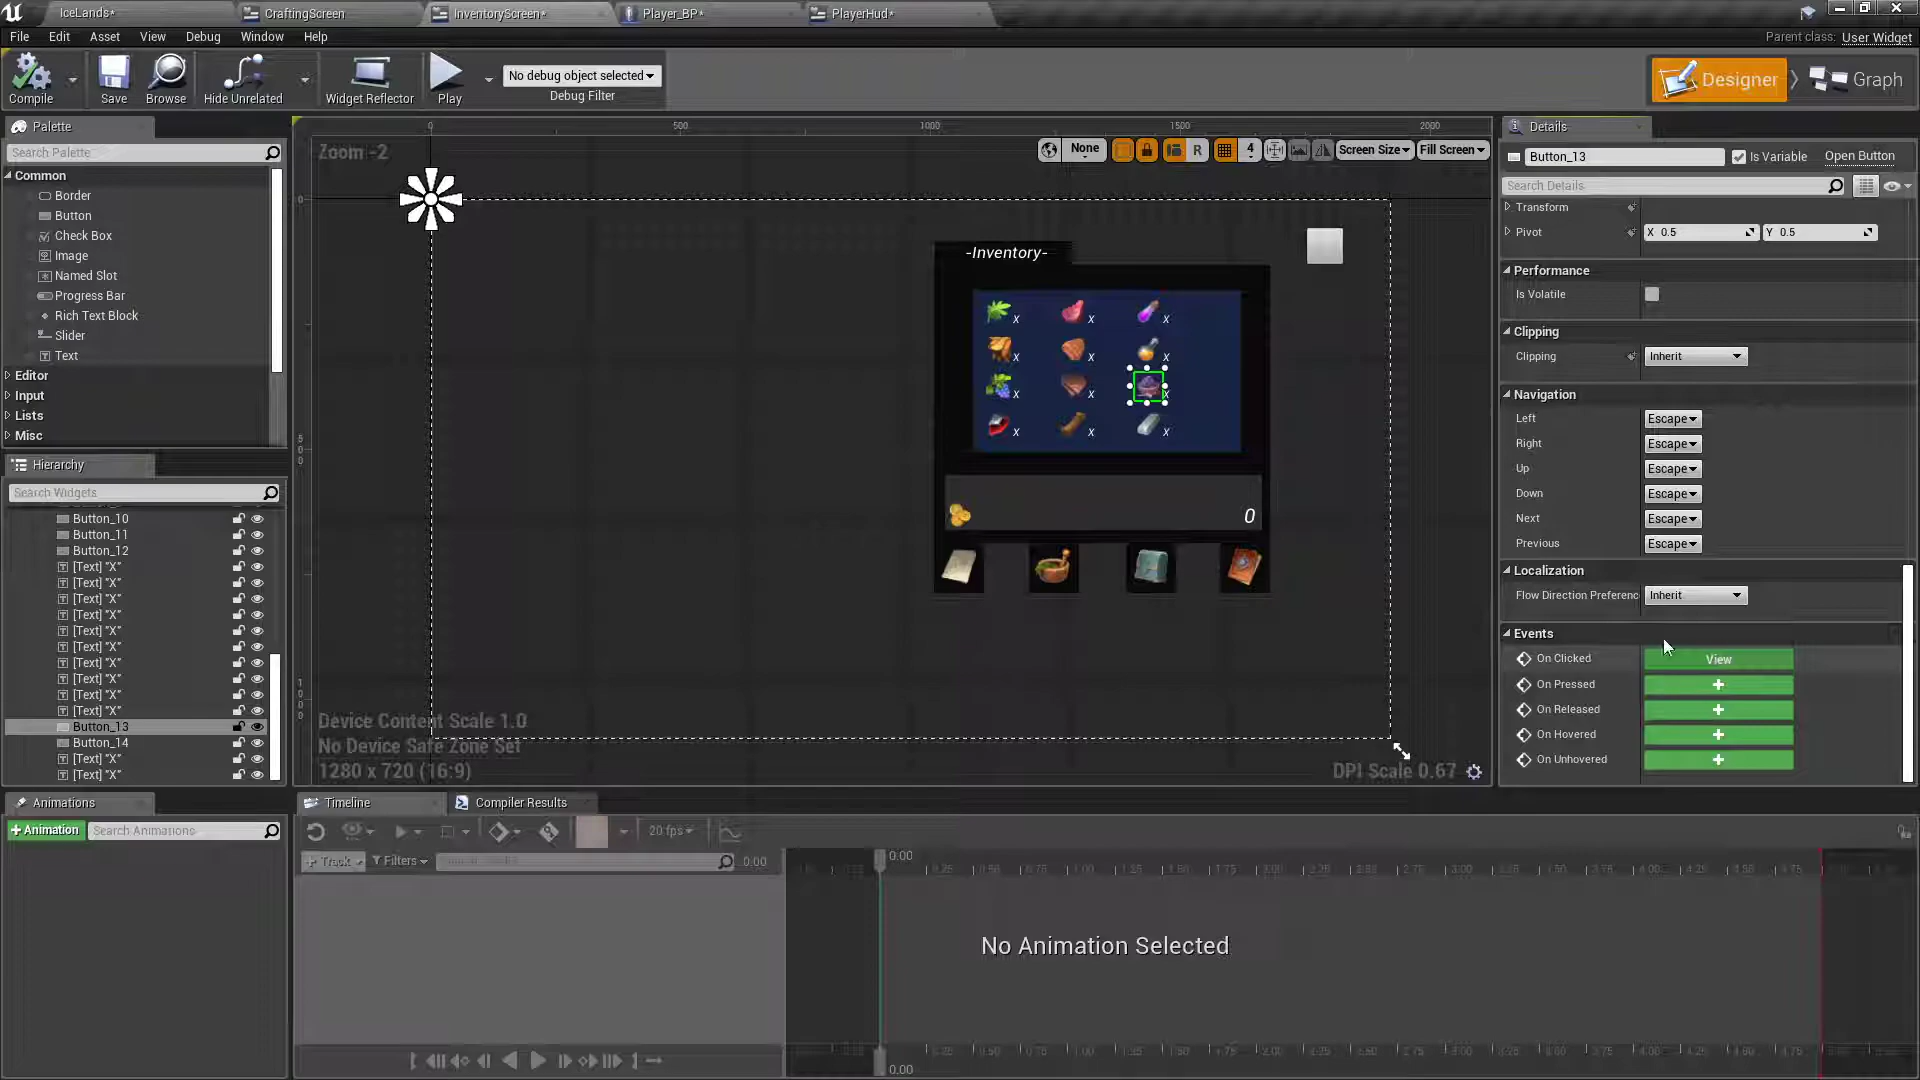 IceLands*
CraftingScreen
InventoryScreen*
Player_BP*
PlayerHud*
File Edit Asset View Debug Window Help
Parent class: User Widget
Compile
Save
Browse
Hide Unrelated
Widget Reflector
Play
No debug object selected
Debug Filter
Designer
Graph
Palette
Search Palette
Common
Border
Button
Check Box
Image
Named Slot
Progress Bar
Rich Text Block
Slider
Text
Editor
Input
Lists
Misc
Hierarchy
Search Widgets
Button_10
Button_11
Button_12
[Text] "X"
[Text] "X"
[Text] "X"
[Text] "X"
[Text] "X"
[Text] "X"
[Text] "X"
[Text] "X"
[Text] "X"
[Text] "X"
Button_13
Button_14
[Text] "X"
[Text] "X"
Animations
+ Animation
Search Animations
0 500 1000 1500 2000
Zoom -2
None
R
4
Screen Size
Fill Screen
-Inventory-
X X X
X X X
X X X
X X X
0
Device Content Scale 1.0
No Device Safe Zone Set
1280 x 720 (16:9)
DPI Scale 0.67
Details
Button_13
Is Variable
Open Button
Search Details
Transform
Pivot X 0.5 Y 0.5
Performance
Is Volatile
Clipping
Clipping Inherit
Navigation
Left Escape
Right Escape
Up Escape
Down Escape
Next Escape
Previous Escape
Localization
Flow Direction Preferenc Inherit
Events
On Clicked View
On Pressed +
On Released +
On Hovered +
On Unhovered +
Timeline
Compiler Results
20 fps
+ Track
Filters
0.00
0.00
No Animation Selected
0.00